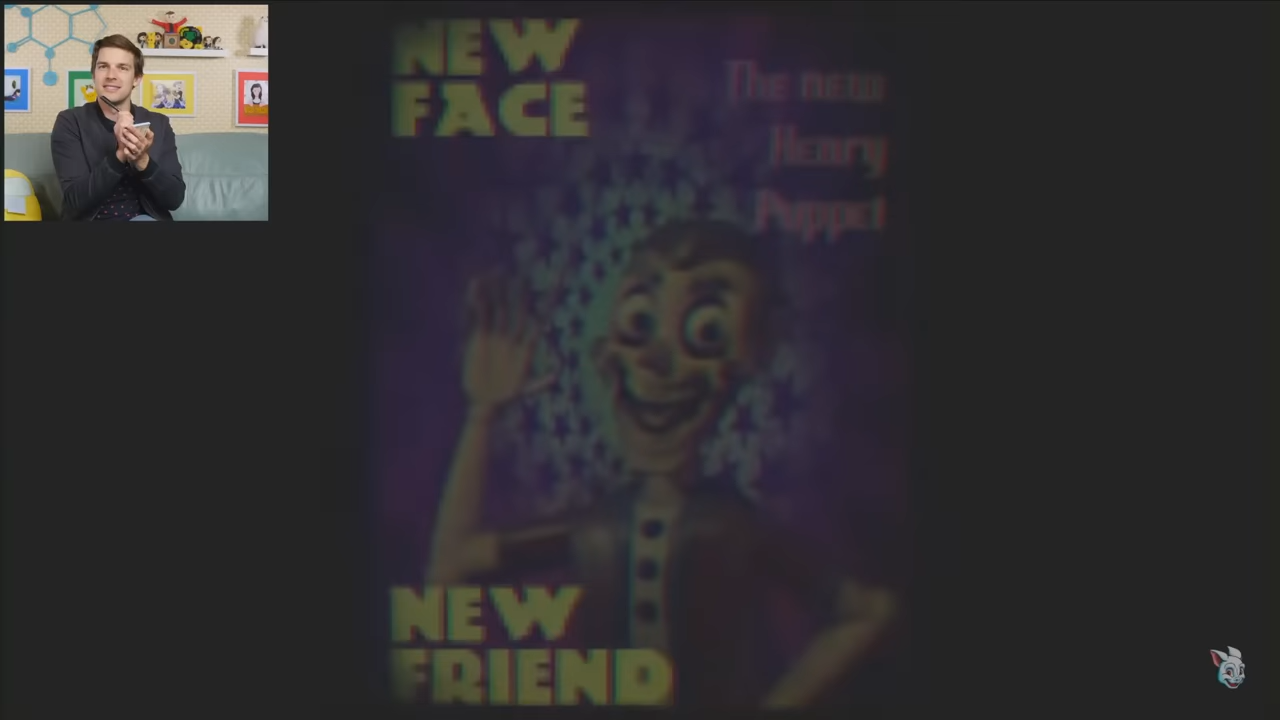 NEW
FACE
The new
Henry
Puppet
NEW
FRIEND